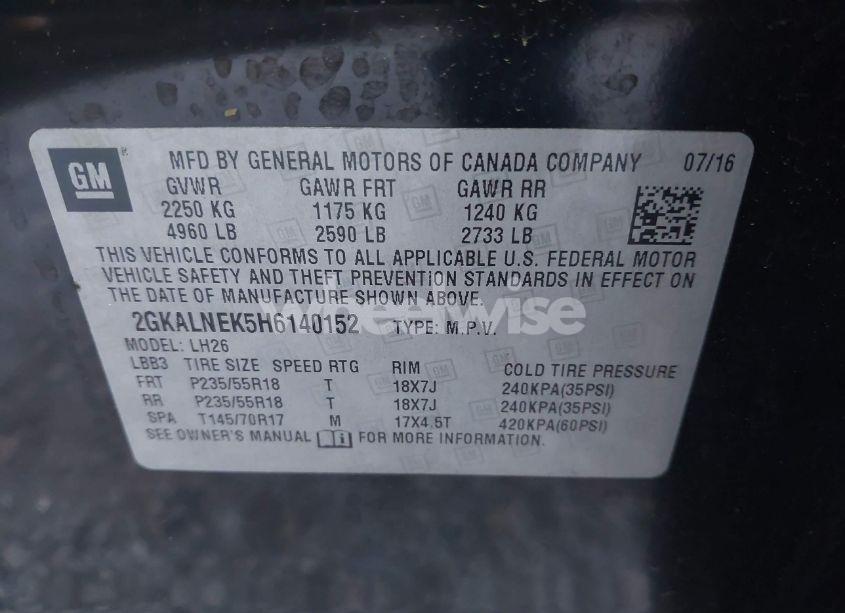 GM MFD BY GENERAL MOTORS OF CANADA COMPANY 07/16
GVWR GAWR FRT GAWR RR
2250 KG 1175 KG 1240 KG
4960 LB 2590 LB 2733 LB
THIS VEHICLE CONFORMS TO ALL APPLICABLE U.S. FEDERAL MOTOR
VEHICLE SAFETY AND THEFT PREVENTION STANDARDS IN EFFECT ON
THE DATE OF MANUFACTURE SHOWN ABOVE.
2GKALNEK5H6140152 TYPE: M.P.V.
wheelwise
MODEL: LH26
LBB3 TIRE SIZE SPEED RTG RIM COLD TIRE PRESSURE
FRT P235/55R18 T 18X7J 240KPA(35PSI)
RR P235/55R18 T 18X7J 240KPA(35PSI)
SPA T145/70R17 M 17X4.5T 420KPA(60PSI)
SEE OWNER'S MANUAL FOR MORE INFORMATION.